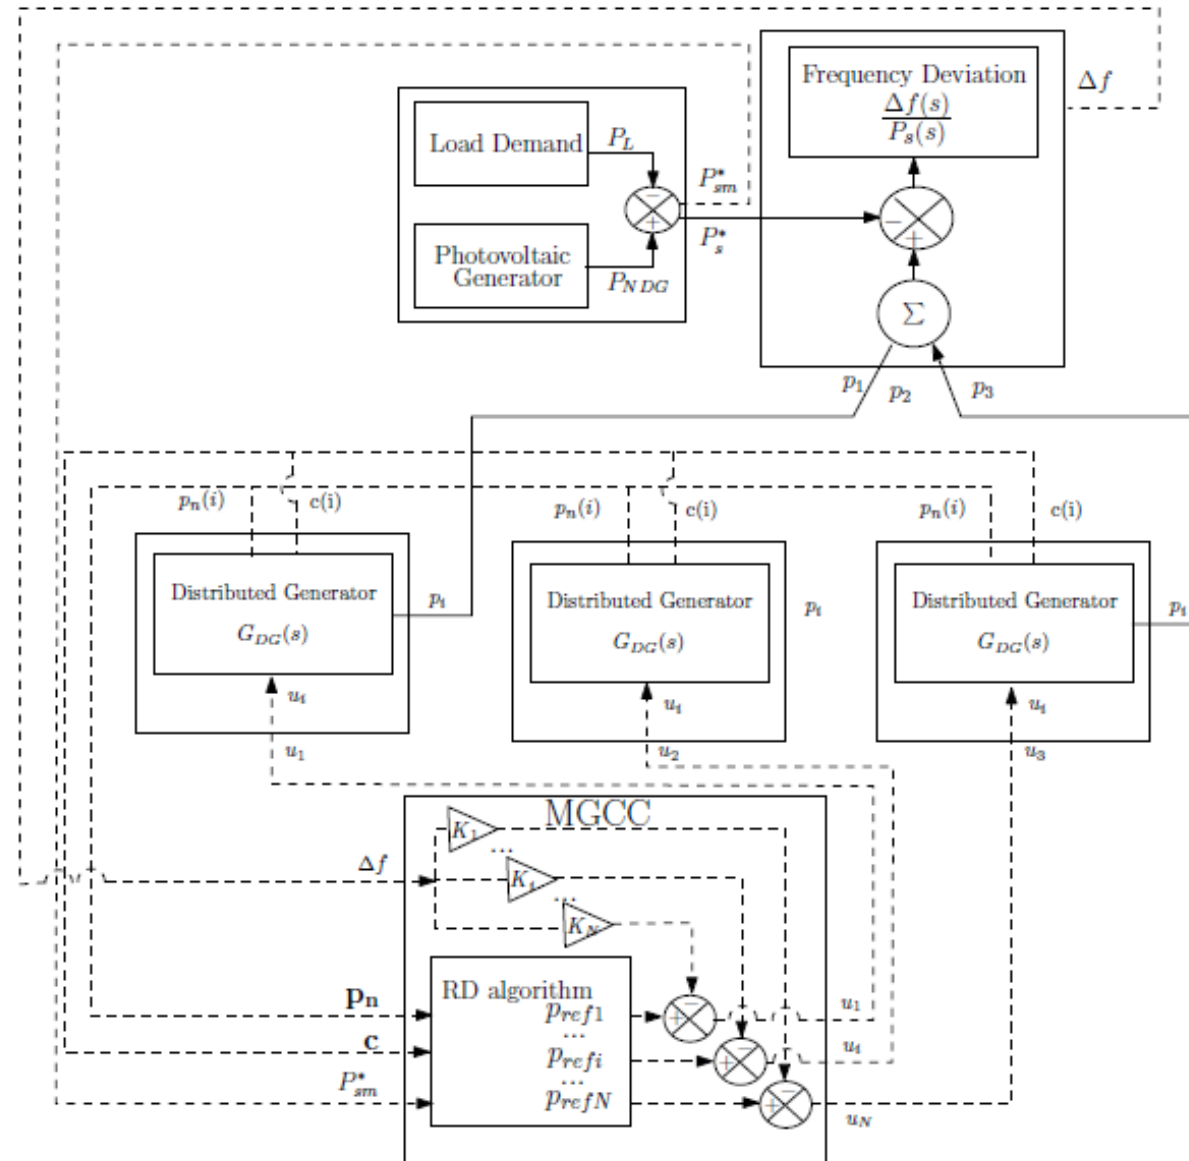 Frequency Deviation
Δf(s)
P_s(s)
Δf
Load Demand
P_L
−
+
P*_sm
P*_s
−
+
Photovoltaic
Generator
P_NDG
Σ
p_1
p_2
p_3
p_n(i)
c(i)
p_n(i)
c(i)
p_n(i)
c(i)
Distributed Generator
G_DG(s)
p_i
u_i
u_1
Distributed Generator
G_DG(s)
p_i
u_i
u_2
Distributed Generator
G_DG(s)
p_i
u_i
u_3
MGCC
Δf
K_1
...
K_i
...
K_N
RD algorithm
p_n
c
P*_sm
p_ref1
...
p_refi
...
p_refN
+
−
+
−
+
−
u_1
u_i
u_N